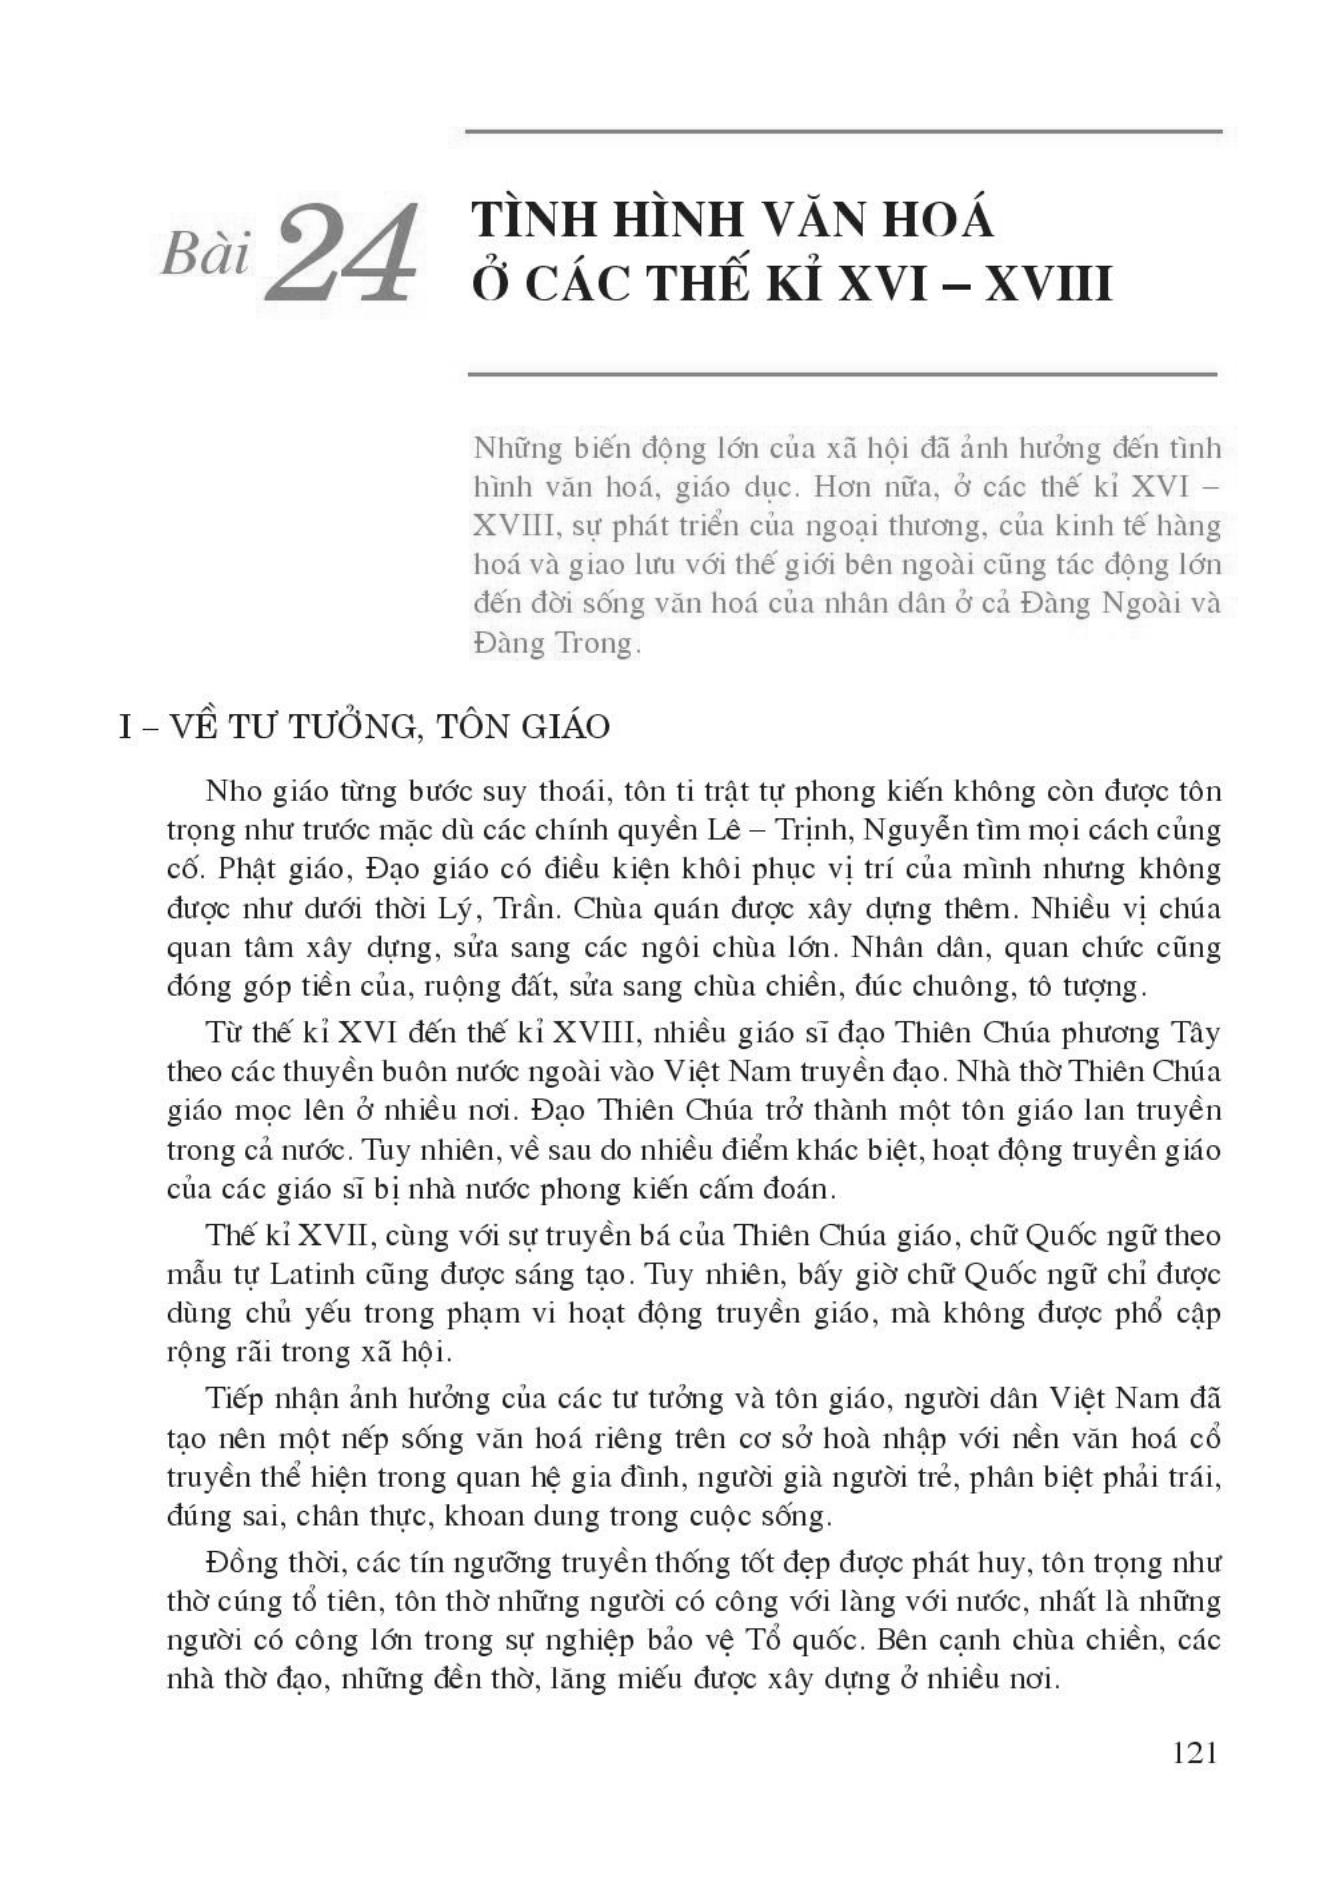 Bài 24
TÌNH HÌNH VĂN HOÁ
Ở CÁC THẾ KỈ XVI – XVIII
Những biến động lớn của xã hội đã ảnh hưởng đến tình
hình văn hoá, giáo dục. Hơn nữa, ở các thế kỉ XVI –
XVIII, sự phát triển của ngoại thương, của kinh tế hàng
hoá và giao lưu với thế giới bên ngoài cũng tác động lớn
đến đời sống văn hoá của nhân dân ở cả Đàng Ngoài và
Đàng Trong.
I – VỀ TƯ TƯỞNG, TÔN GIÁO
Nho giáo từng bước suy thoái, tôn ti trật tự phong kiến không còn được tôn
trọng như trước mặc dù các chính quyền Lê – Trịnh, Nguyễn tìm mọi cách củng
cố. Phật giáo, Đạo giáo có điều kiện khôi phục vị trí của mình nhưng không
được như dưới thời Lý, Trần. Chùa quán được xây dựng thêm. Nhiều vị chúa
quan tâm xây dựng, sửa sang các ngôi chùa lớn. Nhân dân, quan chức cũng
đóng góp tiền của, ruộng đất, sửa sang chùa chiền, đúc chuông, tô tượng.
Từ thế kỉ XVI đến thế kỉ XVIII, nhiều giáo sĩ đạo Thiên Chúa phương Tây
theo các thuyền buôn nước ngoài vào Việt Nam truyền đạo. Nhà thờ Thiên Chúa
giáo mọc lên ở nhiều nơi. Đạo Thiên Chúa trở thành một tôn giáo lan truyền
trong cả nước. Tuy nhiên, về sau do nhiều điểm khác biệt, hoạt động truyền giáo
của các giáo sĩ bị nhà nước phong kiến cấm đoán.
Thế kỉ XVII, cùng với sự truyền bá của Thiên Chúa giáo, chữ Quốc ngữ theo
mẫu tự Latinh cũng được sáng tạo. Tuy nhiên, bấy giờ chữ Quốc ngữ chỉ được
dùng chủ yếu trong phạm vi hoạt động truyền giáo, mà không được phổ cập
rộng rãi trong xã hội.
Tiếp nhận ảnh hưởng của các tư tưởng và tôn giáo, người dân Việt Nam đã
tạo nên một nếp sống văn hoá riêng trên cơ sở hoà nhập với nền văn hoá cổ
truyền thể hiện trong quan hệ gia đình, người già người trẻ, phân biệt phải trái,
đúng sai, chân thực, khoan dung trong cuộc sống.
Đồng thời, các tín ngưỡng truyền thống tốt đẹp được phát huy, tôn trọng như
thờ cúng tổ tiên, tôn thờ những người có công với làng với nước, nhất là những
người có công lớn trong sự nghiệp bảo vệ Tổ quốc. Bên cạnh chùa chiền, các
nhà thờ đạo, những đền thờ, lăng miếu được xây dựng ở nhiều nơi.
121